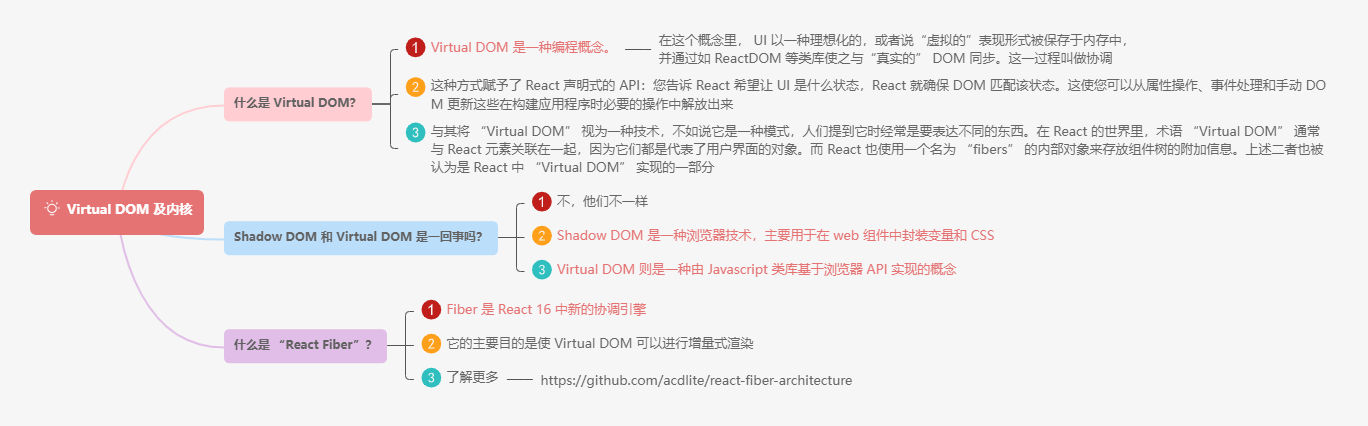 Virtual DOM 及内核
什么是 Virtual DOM?
1 Virtual DOM 是一种编程概念。
在这个概念里， UI 以一种理想化的，或者说“虚拟的”表现形式被保存于内存中，
并通过如 ReactDOM 等类库使之与“真实的” DOM 同步。这一过程叫做协调
2 这种方式赋予了 React 声明式的 API：您告诉 React 希望让 UI 是什么状态，React 就确保 DOM 匹配该状态。这使您可以从属性操作、事件处理和手动 DO
M 更新这些在构建应用程序时必要的操作中解放出来
3 与其将 “Virtual DOM” 视为一种技术，不如说它是一种模式，人们提到它时经常是要表达不同的东西。在 React 的世界里，术语 “Virtual DOM” 通常
与 React 元素关联在一起，因为它们都是代表了用户界面的对象。而 React 也使用一个名为 “fibers” 的内部对象来存放组件树的附加信息。上述二者也被
认为是 React 中 “Virtual DOM” 实现的一部分
Shadow DOM 和 Virtual DOM 是一回事吗?
1 不，他们不一样
2 Shadow DOM 是一种浏览器技术，主要用于在 web 组件中封装变量和 CSS
3 Virtual DOM 则是一种由 Javascript 类库基于浏览器 API 实现的概念
什么是 “React Fiber”?
1 Fiber 是 React 16 中新的协调引擎
2 它的主要目的是使 Virtual DOM 可以进行增量式渲染
3 了解更多
https://github.com/acdlite/react-fiber-architecture